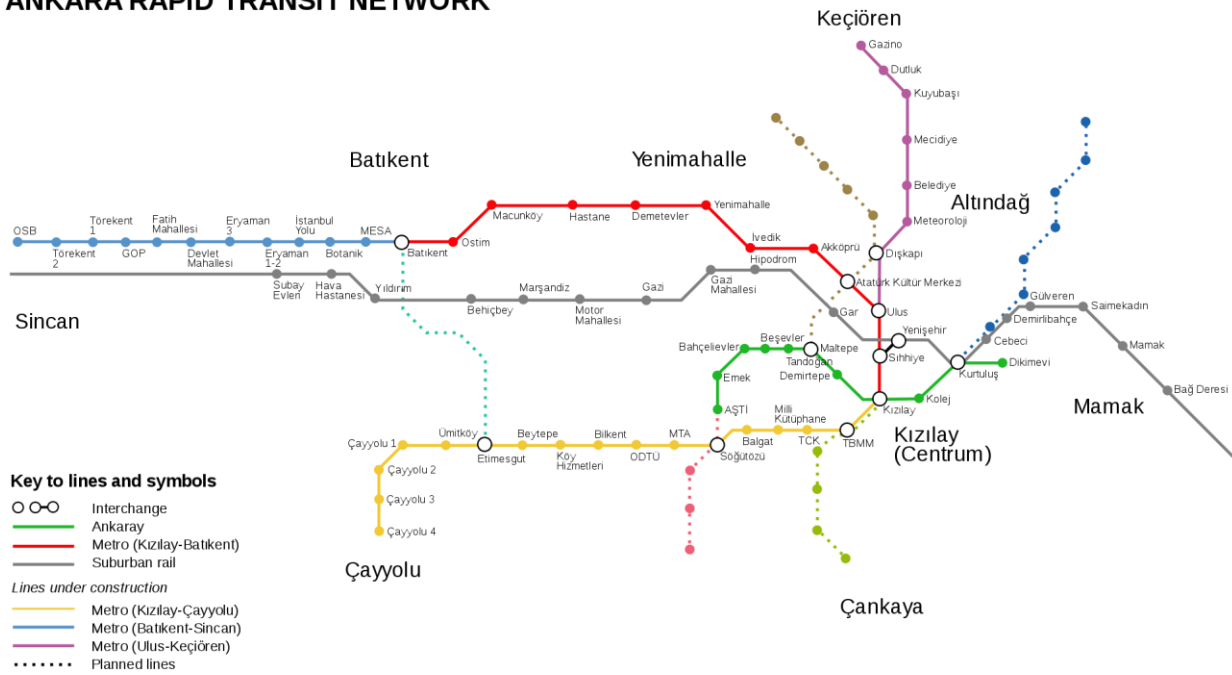 ANKARA RAPID TRANSIT NETWORK
Keçiören
Gazino
Dutluk
Kuyubaşı
Mecidiye
Belediye
Meteoroloji
Altındağ
Batıkent
Yenimahalle
Macunköy
Hastane
Demetevler
Yenimahalle
OSB
Törekent
2
Törekent
1
GOP
Fatih
Mahallesi
Devlet
Mahallesi
Eryaman
3
Eryaman
1-2
İstanbul
Yolu
Botanik
MESA
Batıkent
Ostim
İvedik
Akköprü
Dışkapı
Atatürk Kültür Merkezi
Ulus
Sincan
Subay
Evleri
Hava
Hastanesi
Yıldırım
Behiçbey
Marşandiz
Motor
Mahallesi
Gazi
Gazi
Mahallesi
Hipodrom
Gar
Yenişehir
Sıhhiye
Kurtuluş
Cebeci
Demirlibahçe
Gülveren
Saimekadın
Mamak
Bağ Deresi
Mamak
Dikimevi
Kolej
Kızılay
Demirtepe
Maltepe
Tandoğan
Beşevler
Bahçelievler
Emek
AŞTİ
Kızılay
(Centrum)
Çayyolu 1
Çayyolu 2
Çayyolu 3
Çayyolu 4
Ümitköy
Etimesgut
Beytepe
Köy
Hizmetleri
Bilkent
ODTÜ
MTA
Söğütözü
Balgat
Milli
Kütüphane
TCK
TBMM
Çayyolu
Çankaya
Key to lines and symbols
Interchange
Ankaray
Metro (Kızılay-Batıkent)
Suburban rail
Lines under construction
Metro (Kızılay-Çayyolu)
Metro (Batıkent-Sincan)
Metro (Ulus-Keçiören)
Planned lines